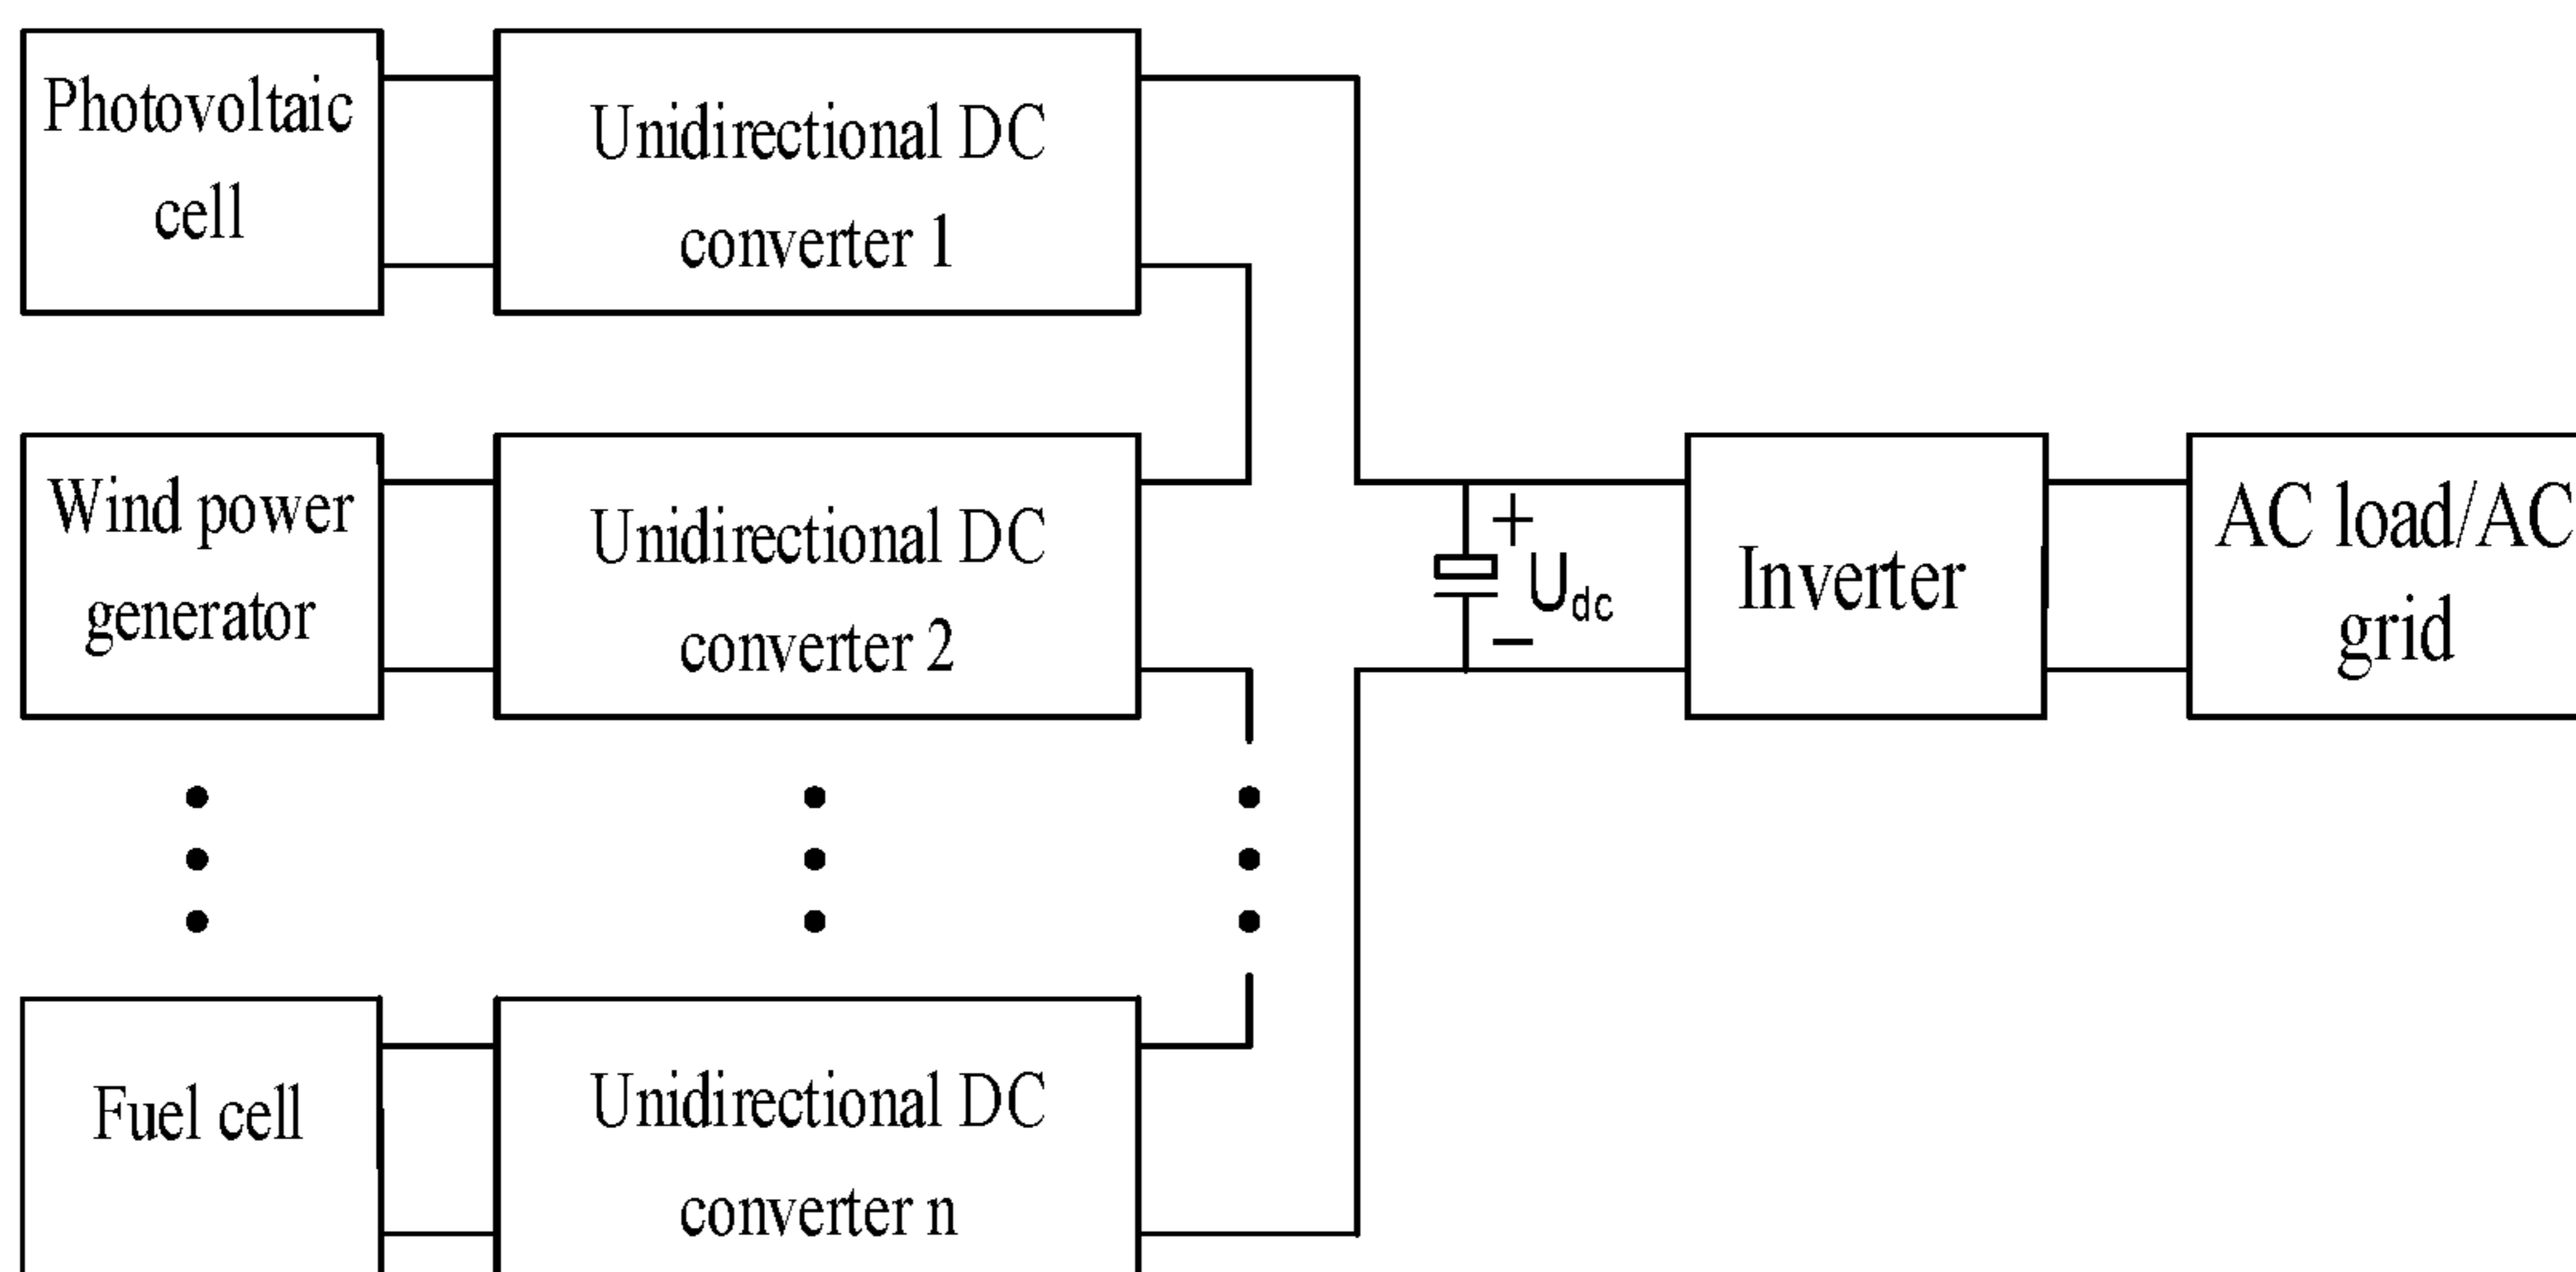 Photovoltaic
cell
Unidirectional DC
converter 1
Wind power
generator
Unidirectional DC
converter 2
+
Udc
−
Inverter
AC load/AC
grid
Fuel cell
Unidirectional DC
converter n